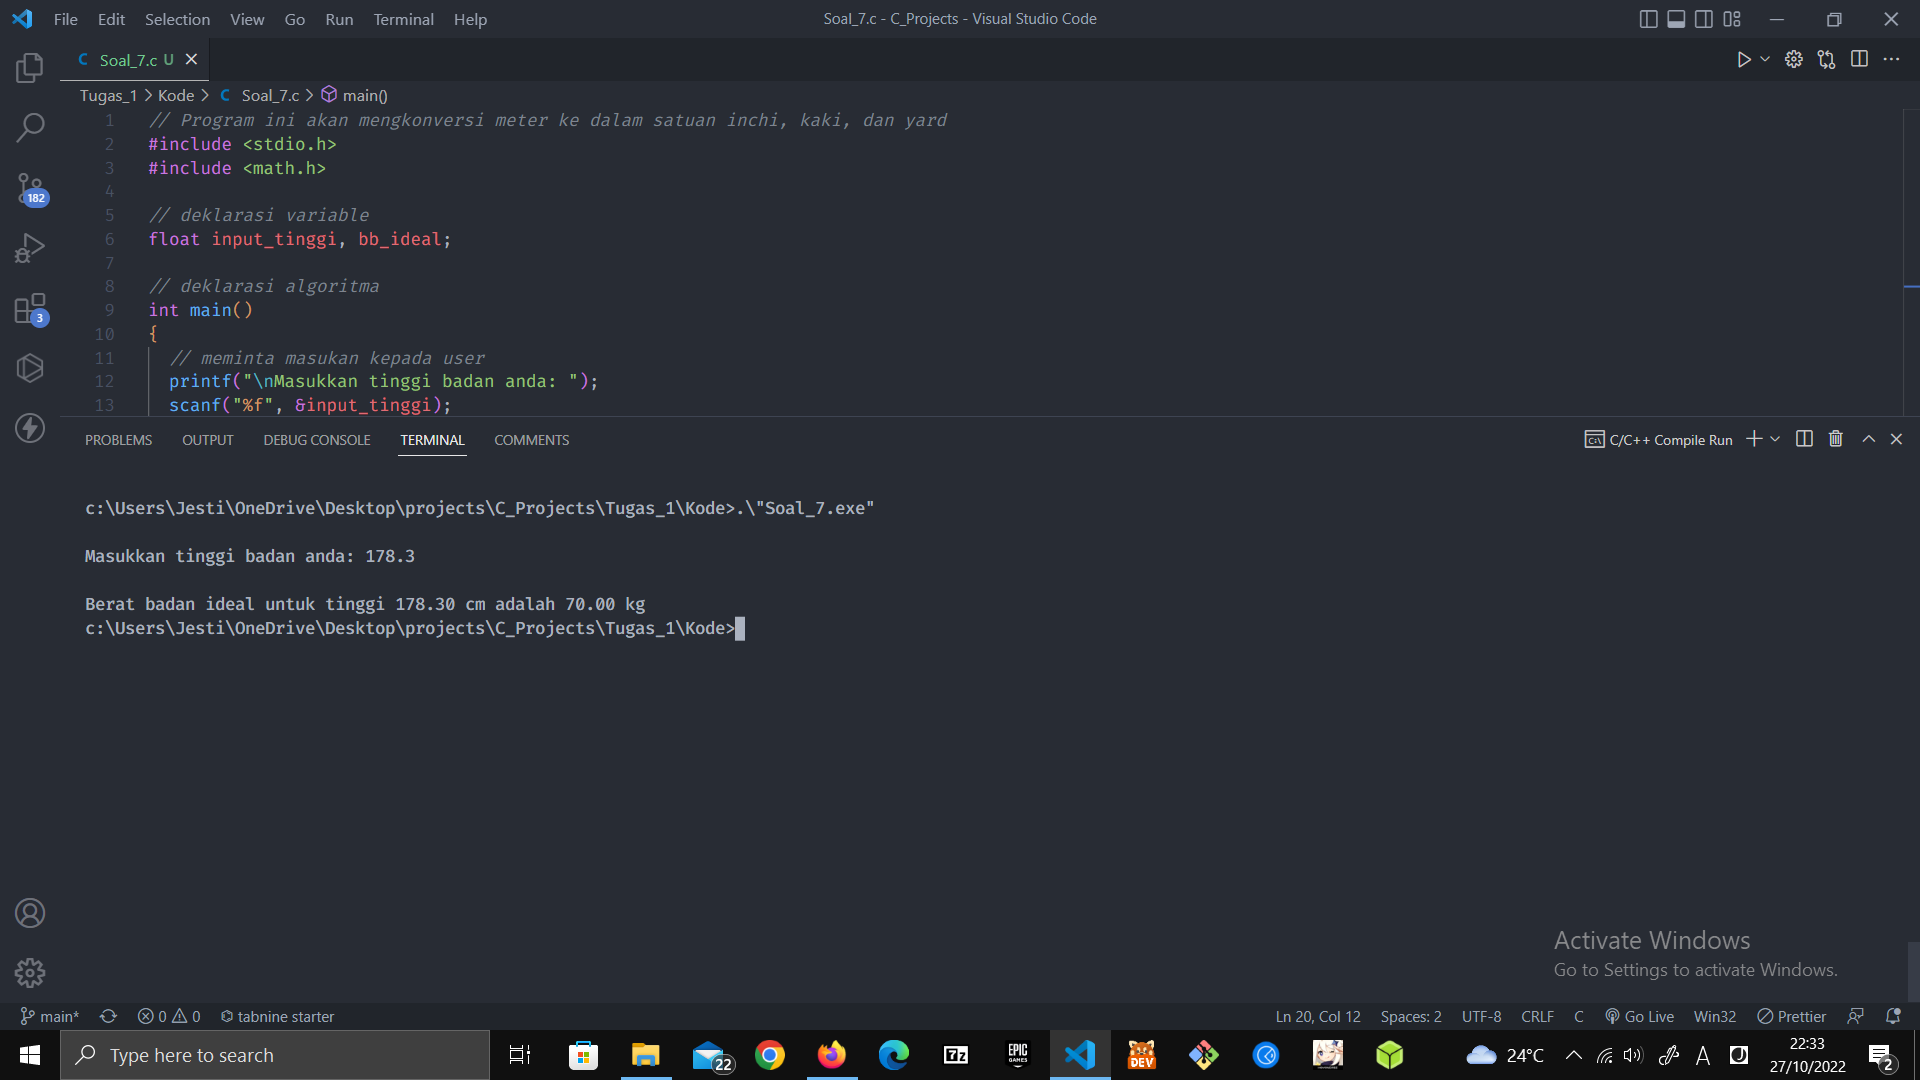 File Edit Selection View Go Run Terminal Help
Soal_7.c - C_Projects - Visual Studio Code
C Soal_7.c U
Tugas_1 > Kode > C Soal_7.c > main()
1 // Program ini akan mengkonversi meter ke dalam satuan inchi, kaki, dan yard
2 #include <stdio.h>
3 #include <math.h>
4
5 // deklarasi variable
6 float input_tinggi, bb_ideal;
7
8 // deklarasi algoritma
9 int main()
10 {
11 // meminta masukan kepada user
12 printf("\nMasukkan tinggi badan anda: ");
13 scanf("%f", &input_tinggi);
182
3
PROBLEMS OUTPUT DEBUG CONSOLE TERMINAL COMMENTS
C/C++ Compile Run
c:\Users\Jesti\OneDrive\Desktop\projects\C_Projects\Tugas_1\Kode>.\"Soal_7.exe"
Masukkan tinggi badan anda: 178.3
Berat badan ideal untuk tinggi 178.30 cm adalah 70.00 kg
c:\Users\Jesti\OneDrive\Desktop\projects\C_Projects\Tugas_1\Kode>
Activate Windows
Go to Settings to activate Windows.
main* 0 0 tabnine starter
Ln 20, Col 12 Spaces: 2 UTF-8 CRLF C Go Live Win32 Prettier
Type here to search
22
7z
EPIC GAMES
DEV
24°C
A
22:33
27/10/2022
2